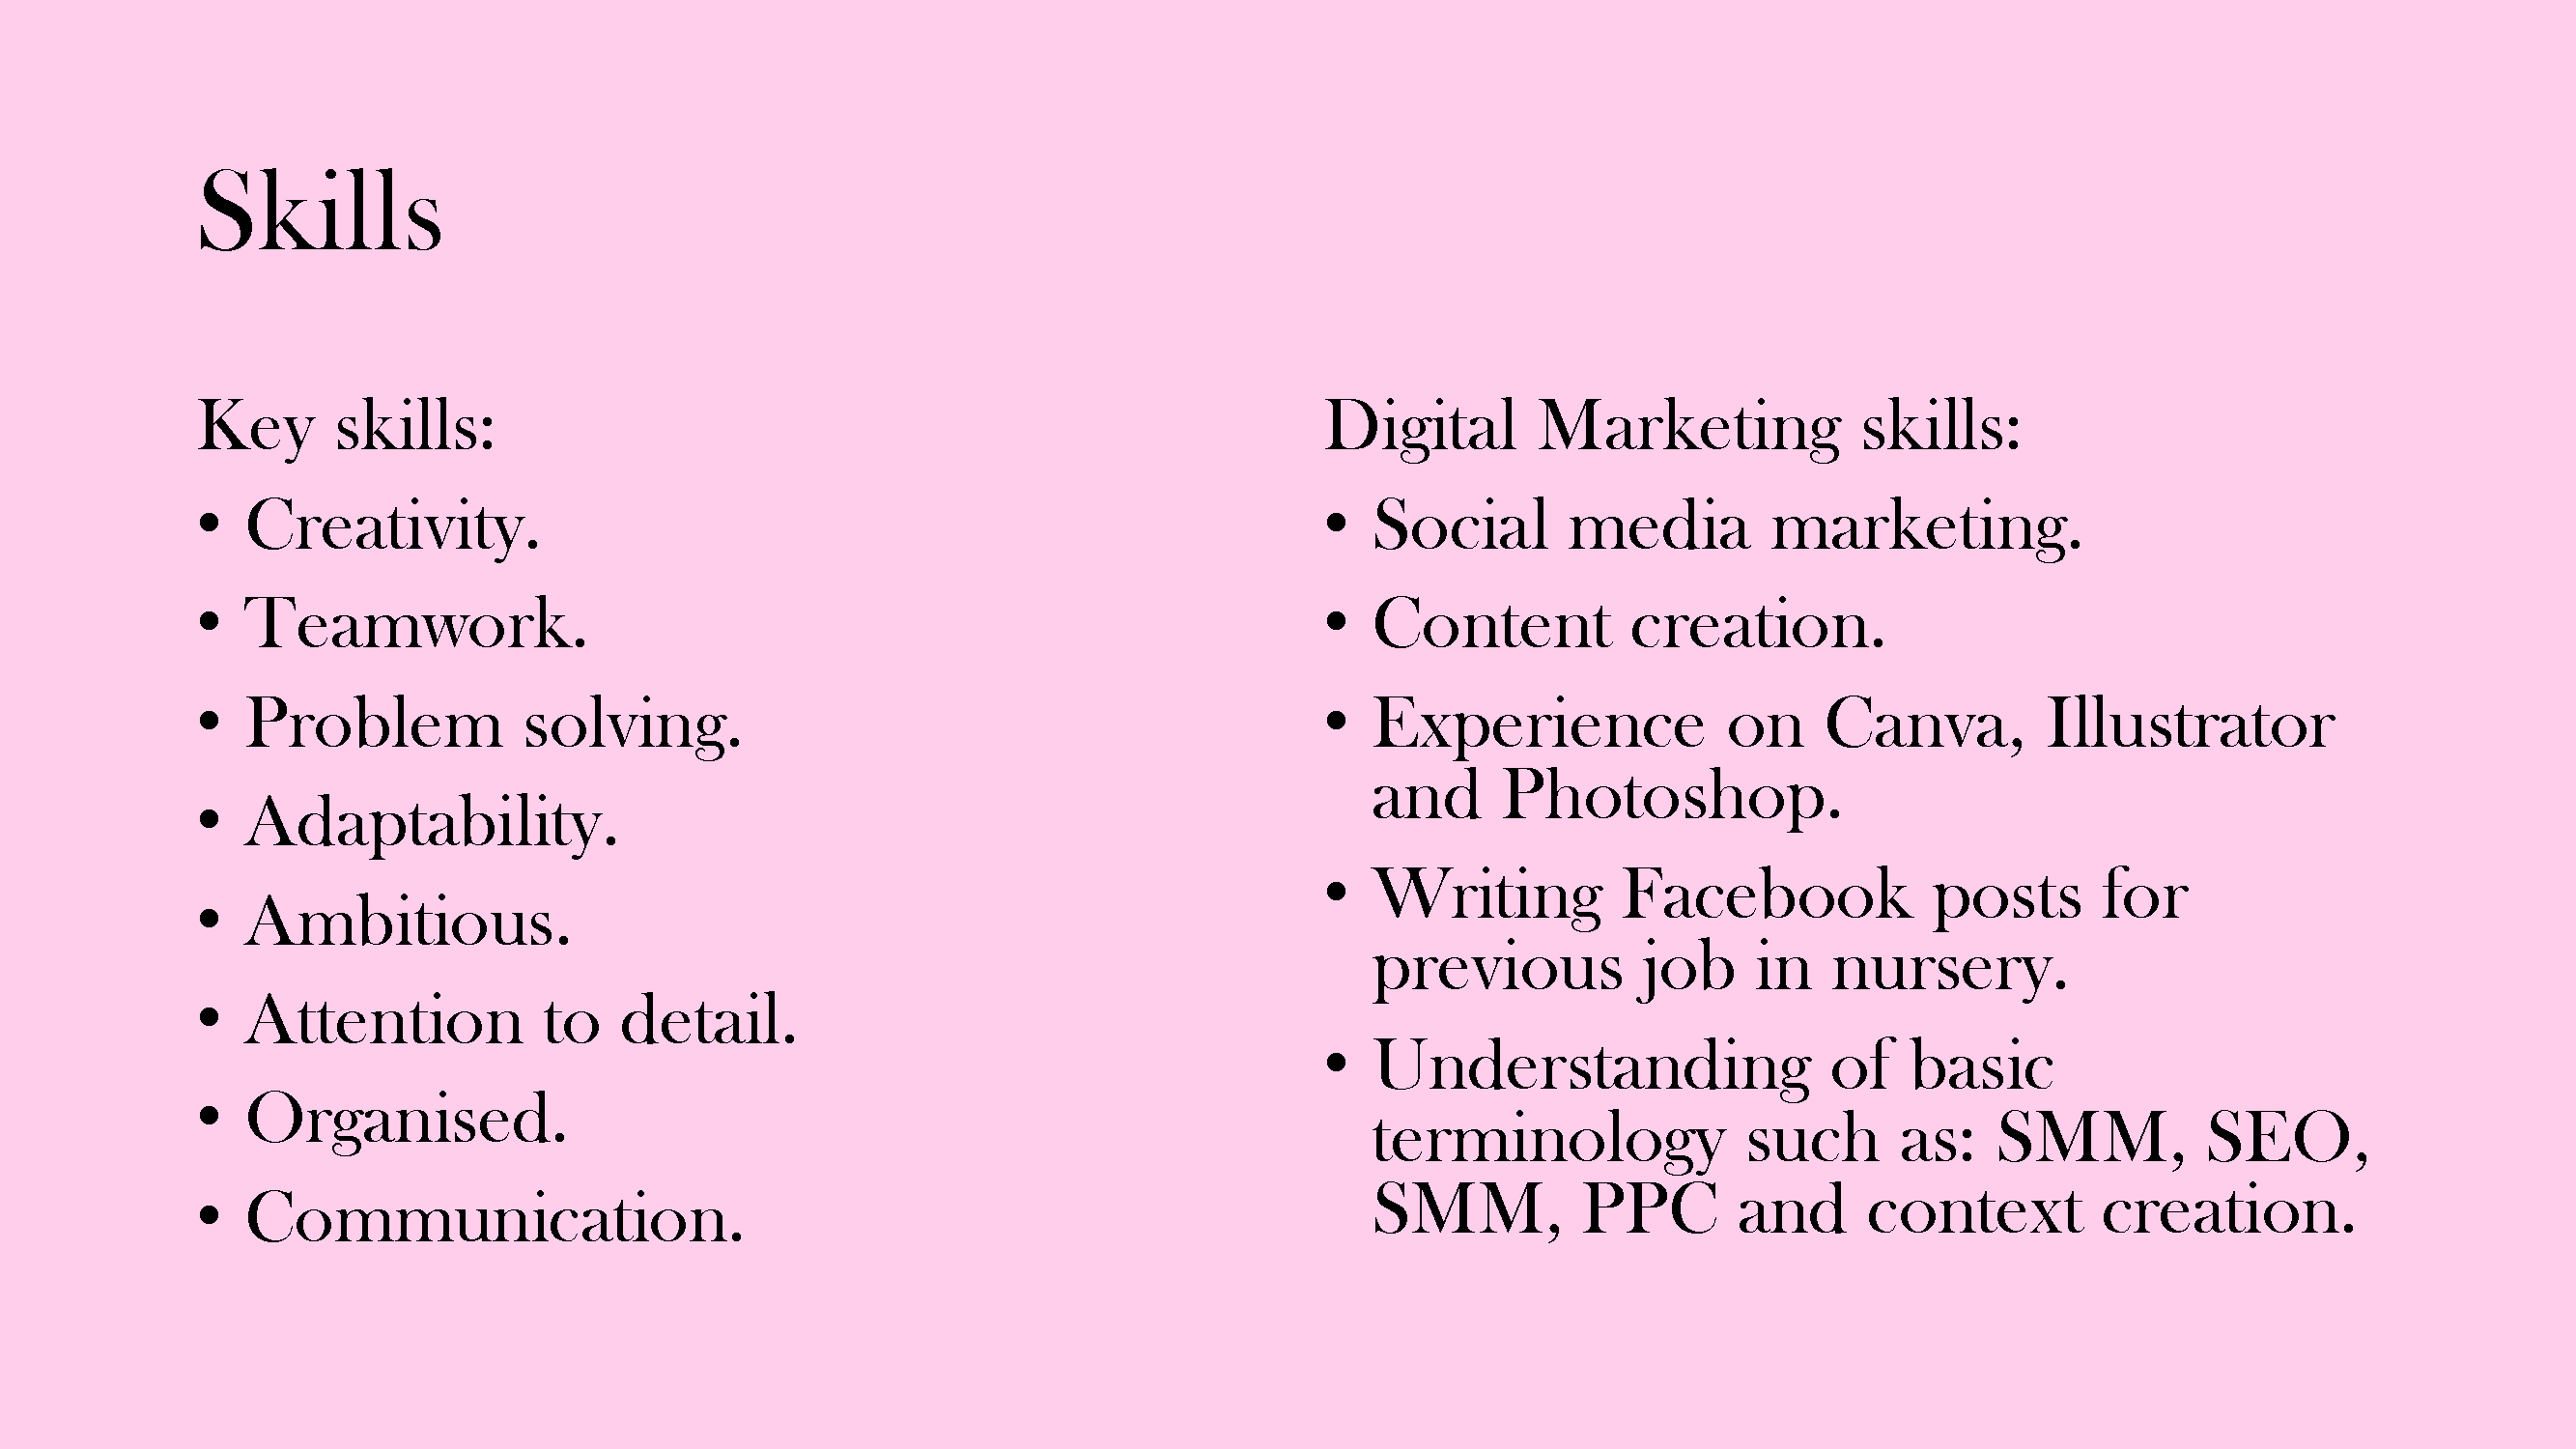 Skills
Key skills:
• Creativity.
• Teamwork.
• Problem solving.
• Adaptability.
• Ambitious.
• Attention to detail.
• Organised.
• Communication.
Digital Marketing skills:
• Social media marketing.
• Content creation.
• Experience on Canva, Illustrator
and Photoshop.
• Writing Facebook posts for
previous job in nursery.
• Understanding of basic
terminology such as: SMM, SEO,
SMM, PPC and context creation.